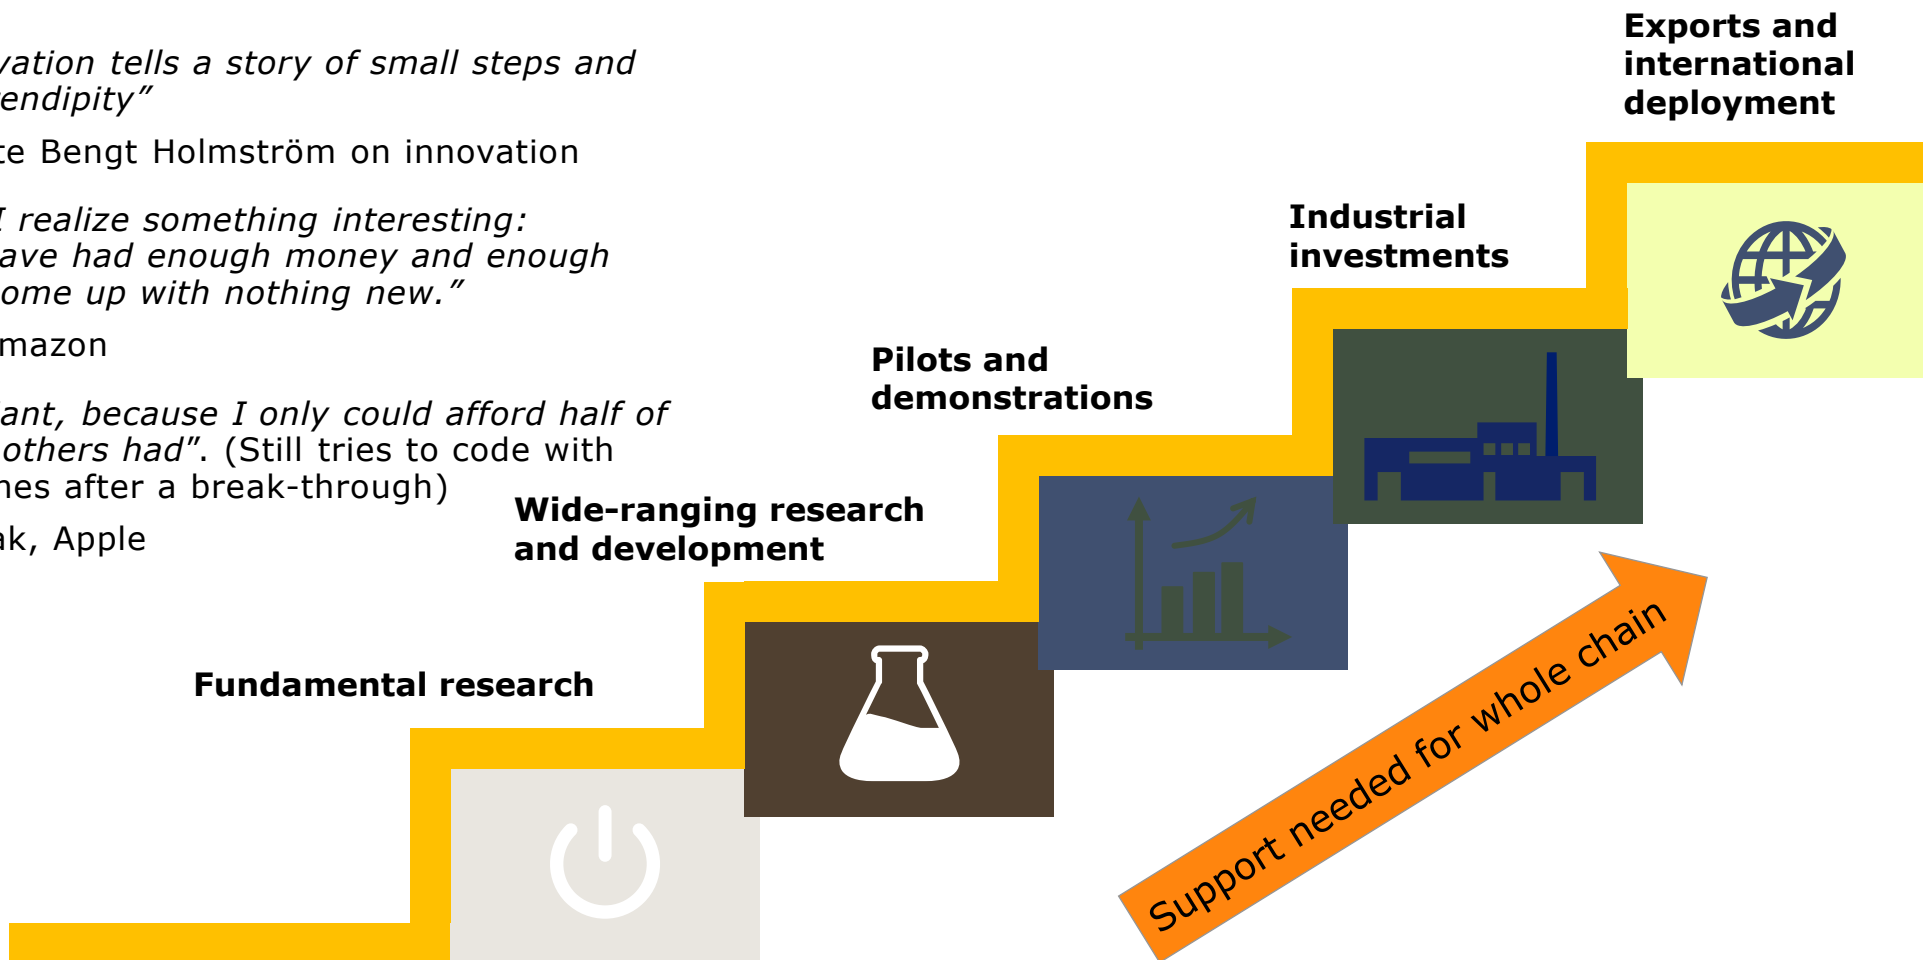 vation tells a story of small steps and
endipity”
te Bengt Holmström on innovation
I realize something interesting:
ave had enough money and enough
ome up with nothing new.”
mazon
iant, because I only could afford half of
others had”. (Still tries to code with
nes after a break-through)
ak, Apple
Fundamental research
Wide-ranging research
and development
Pilots and
demonstrations
Industrial
investments
Exports and
international
deployment
Support needed for whole chain